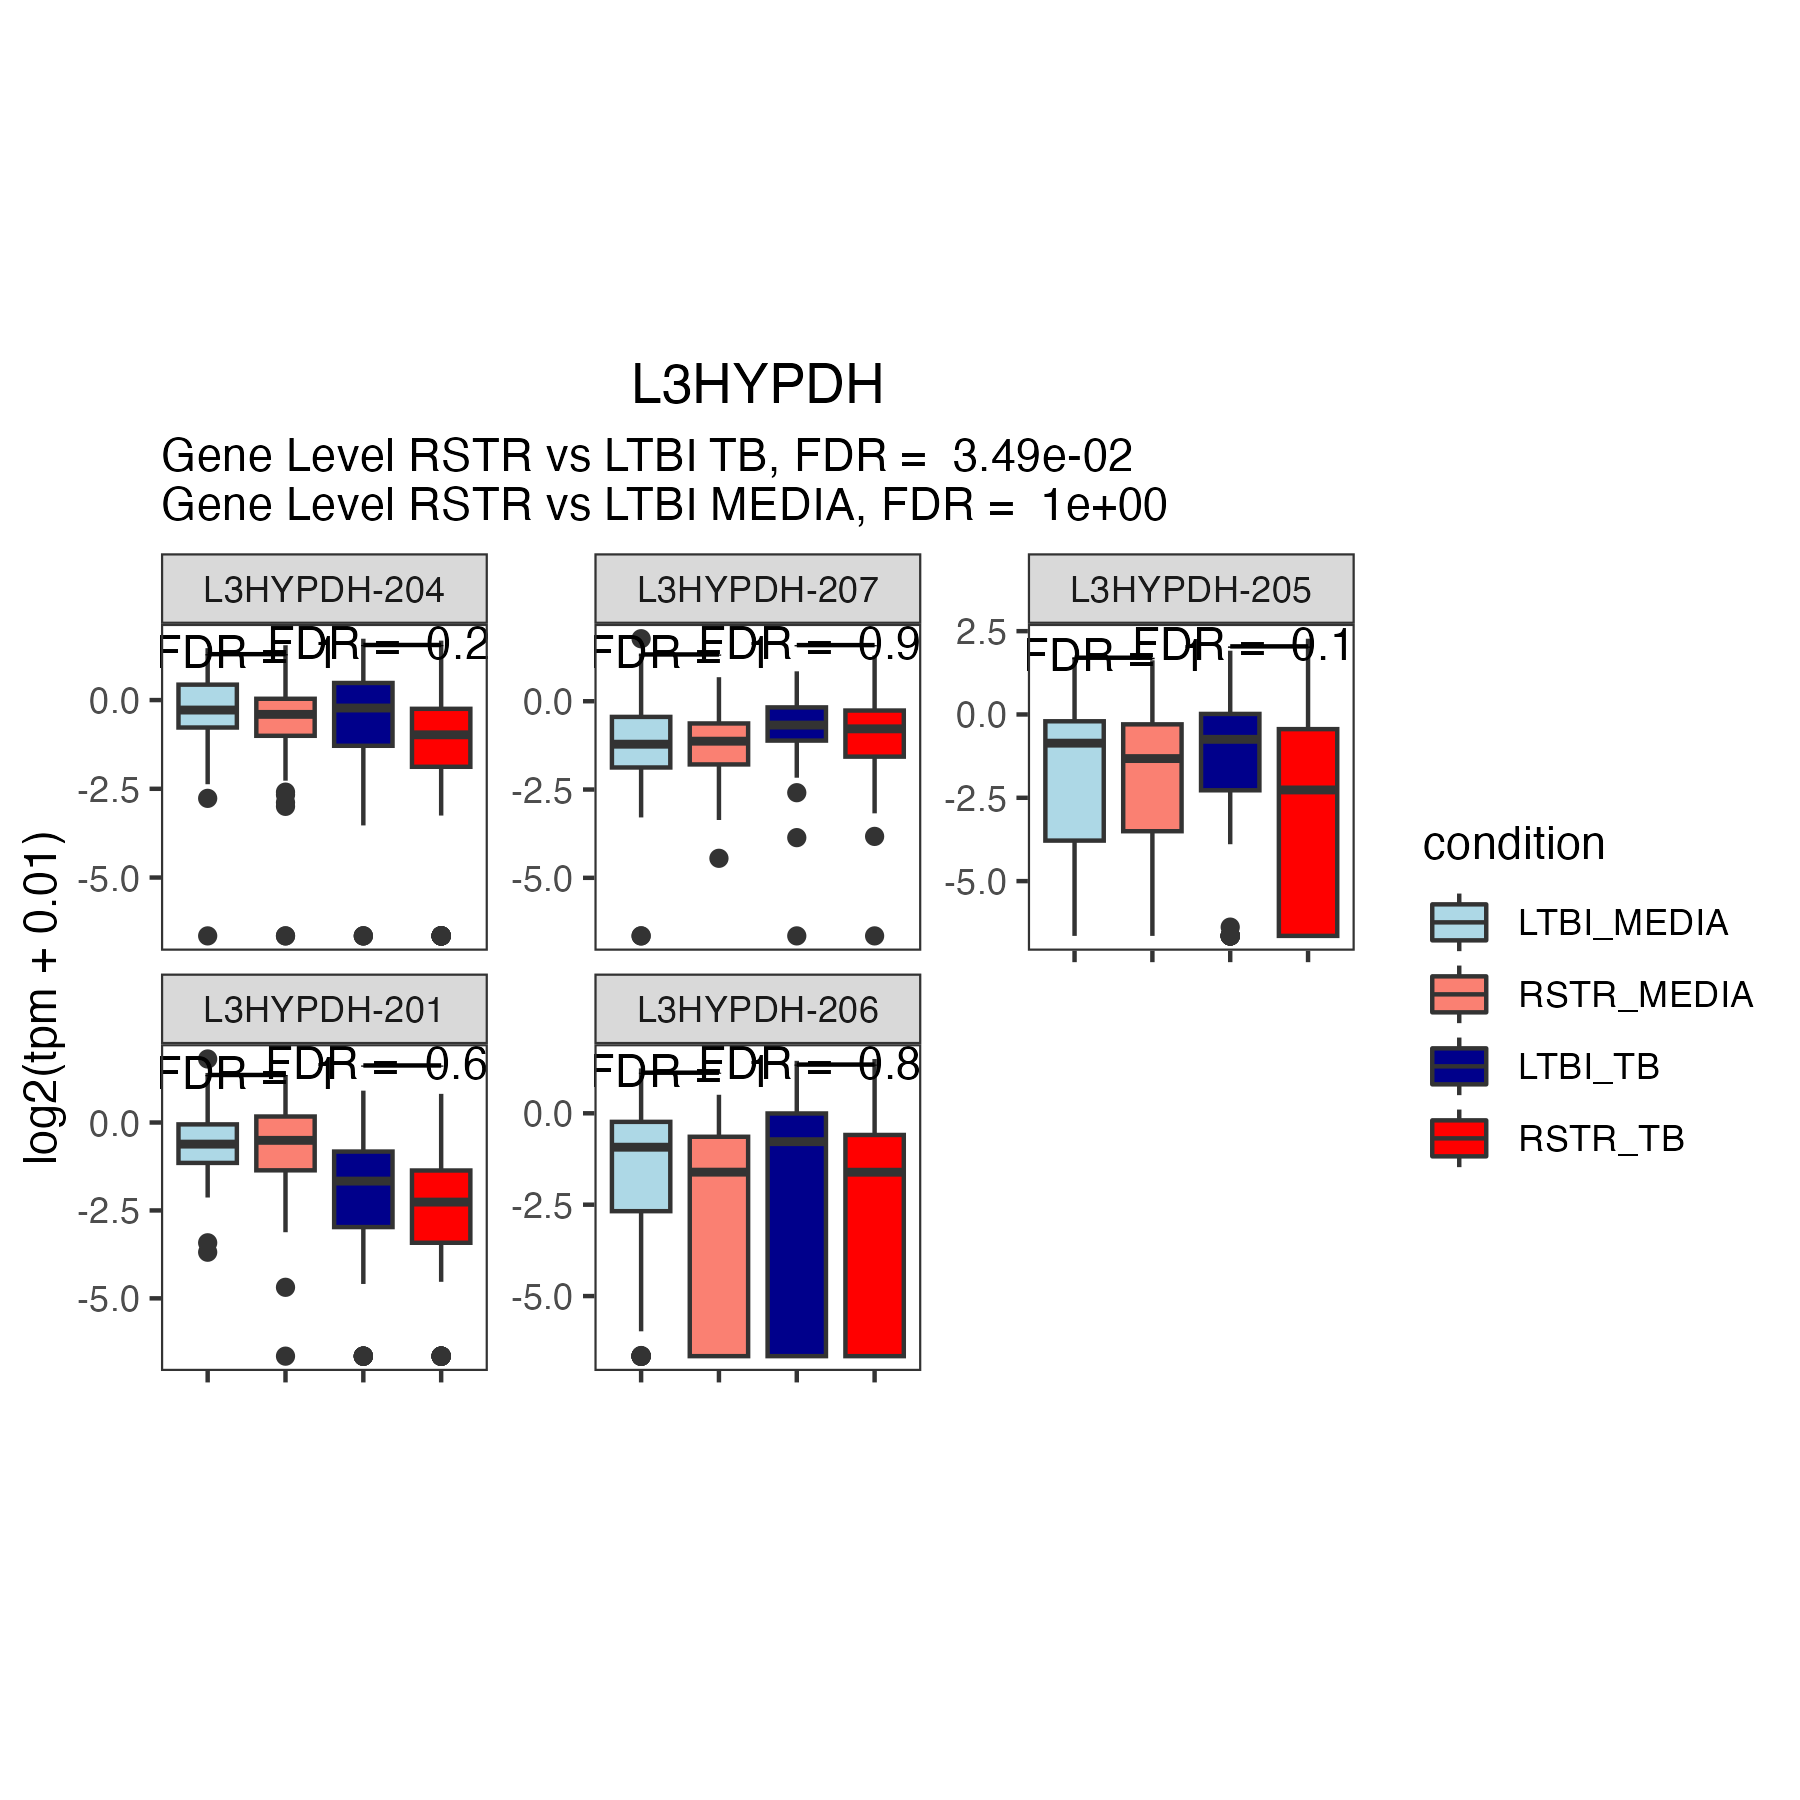 L3HYPDH
Gene Level RSTR vs LTBI TB, FDR = 3.49e-02
Gene Level RSTR vs LTBI MEDIA, FDR = 1e+00
L3HYPDH-204
L3HYPDH-207
L3HYPDH-205
FDR = 1
FDR = 0.2
FDR = 1
FDR = 0.9
FDR = 1
FDR = 0.1
0.0
-2.5
-5.0
0.0
-2.5
-5.0
2.5
0.0
-2.5
-5.0
L3HYPDH-201
L3HYPDH-206
FDR = 1
FDR = 0.6
FDR = 1
FDR = 0.8
0.0
-2.5
-5.0
0.0
-2.5
-5.0
log2(tpm + 0.01)
condition
LTBI_MEDIA
RSTR_MEDIA
LTBI_TB
RSTR_TB